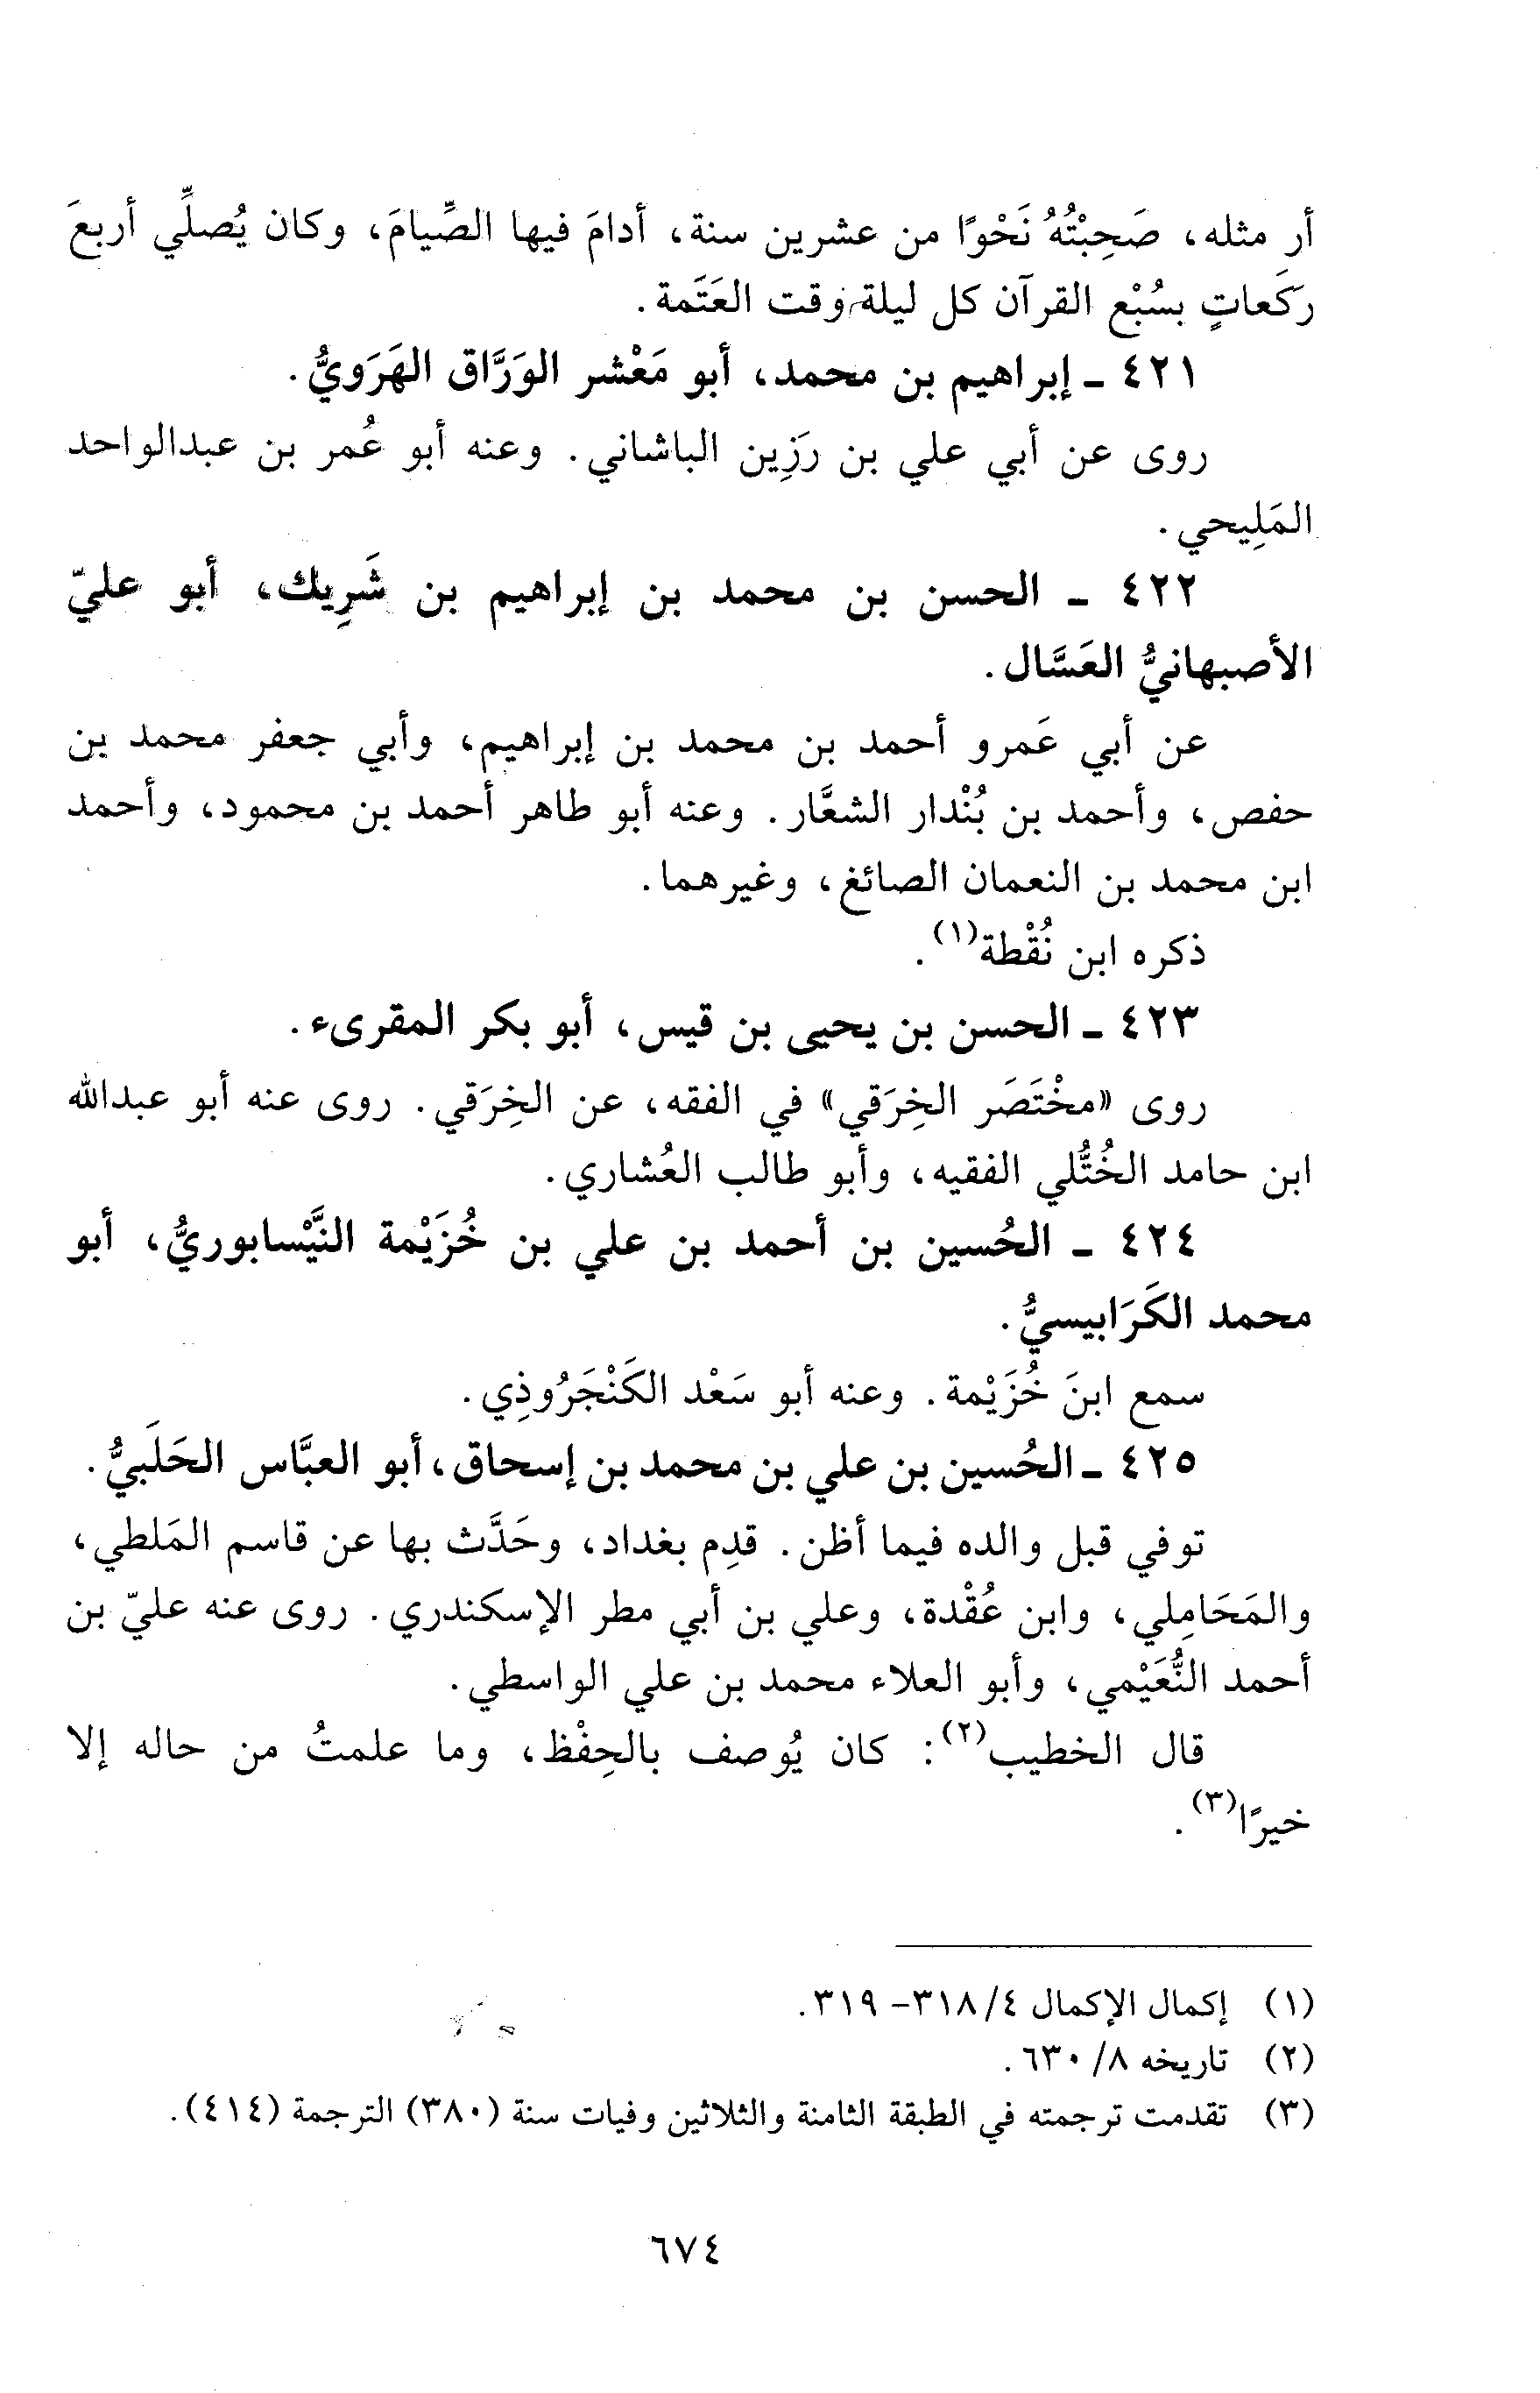 أر مثله، صَحِبْتُهُ نَحْوًا من عشرين سنة، أدامَ فيها الصِّيامَ، وكان يُصلِّي أربعَ
ركَعاتٍ بسُبْع القرآن كل ليلة وقت العَتَمة.
٤٢١ ـ إبراهيم بن محمد، أبو مَعْشر الوَرَّاق الهَرَويُّ.
روى عن أبي علي بن رَزِين الباشاني. وعنه أبو عُمر بن عبدالواحد
المَلِيحي.
٤٢٢ ـ الحسن بن محمد بن إبراهيم بن شَرِيك، أبو عليّ
الأصبهانيُّ العَسَّال.
عن أبي عَمرو أحمد بن محمد بن إبراهيم، وأبي جعفر محمد بن
حفص، وأحمد بن بُنْدار الشعَّار. وعنه أبو طاهر أحمد بن محمود، وأحمد
ابن محمد بن النعمان الصائغ، وغيرهما.
ذكره ابن نُقْطة(١).
٤٢٣ ـ الحسن بن يحيى بن قيس، أبو بكر المقرىء.
روى «مخْتَصَر الخِرَقي» في الفقه، عن الخِرَقي. روى عنه أبو عبدالله
ابن حامد الخُتُّلي الفقيه، وأبو طالب العُشاري.
٤٢٤ ـ الحُسين بن أحمد بن علي بن خُزَيْمة النَّيْسابوريُّ، أبو
محمد الكَرَابيسيُّ.
سمع ابنَ خُزَيْمة. وعنه أبو سَعْد الكَنْجَرُوذِي.
٤٢٥ ـ الحُسين بن علي بن محمد بن إسحاق، أبو العبَّاس الحَلَبيُّ.
توفي قبل والده فيما أظن. قدِم بغداد، وحَدَّث بها عن قاسم المَلطي،
والمَحَامِلي، وابن عُقْدة، وعلي بن أبي مطر الإسكندري. روى عنه عليّ بن
أحمد النُّعَيْمي، وأبو العلاء محمد بن علي الواسطي.
قال الخطيب(٢): كان يُوصف بالحِفْظ، وما علمتُ من حاله إلا
خيرًا(٣).
(١) إكمال الإكمال ٤/ ٣١٨- ٣١٩.
(٢) تاريخه ٨/ ٦٣٠.
(٣) تقدمت ترجمته في الطبقة الثامنة والثلاثين وفيات سنة (٣٨٠) الترجمة (٤١٤).
٦٧٤